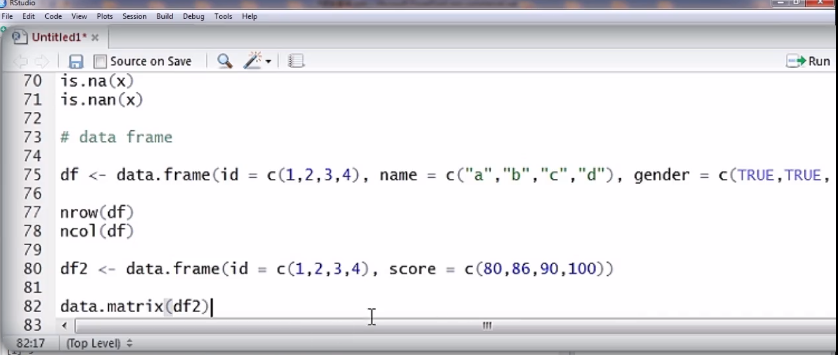 RStudio
File Edit Code View Plots Session Build Debug Tools Help
Untitled1* ×
Source on Save Run
70 is.na(x)
71 is.nan(x)
72
73 # data frame
74
75 df <- data.frame(id = c(1,2,3,4), name = c("a","b","c","d"), gender = c(TRUE,TRUE,
76
77 nrow(df)
78 ncol(df)
79
80 df2 <- data.frame(id = c(1,2,3,4), score = c(80,86,90,100))
81
82 data.matrix(df2)
83
82:17 (Top Level)